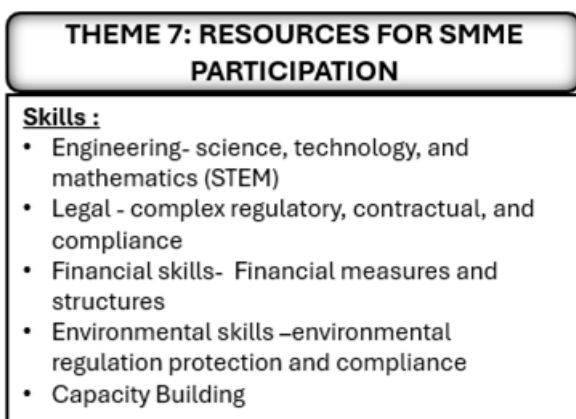 THEME 7: RESOURCES FOR SMME
PARTICIPATION
Skills :
• Engineering- science, technology, and
mathematics (STEM)
• Legal - complex regulatory, contractual, and
compliance
• Financial skills-  Financial measures and
structures
• Environmental skills –environmental
regulation protection and compliance
• Capacity Building